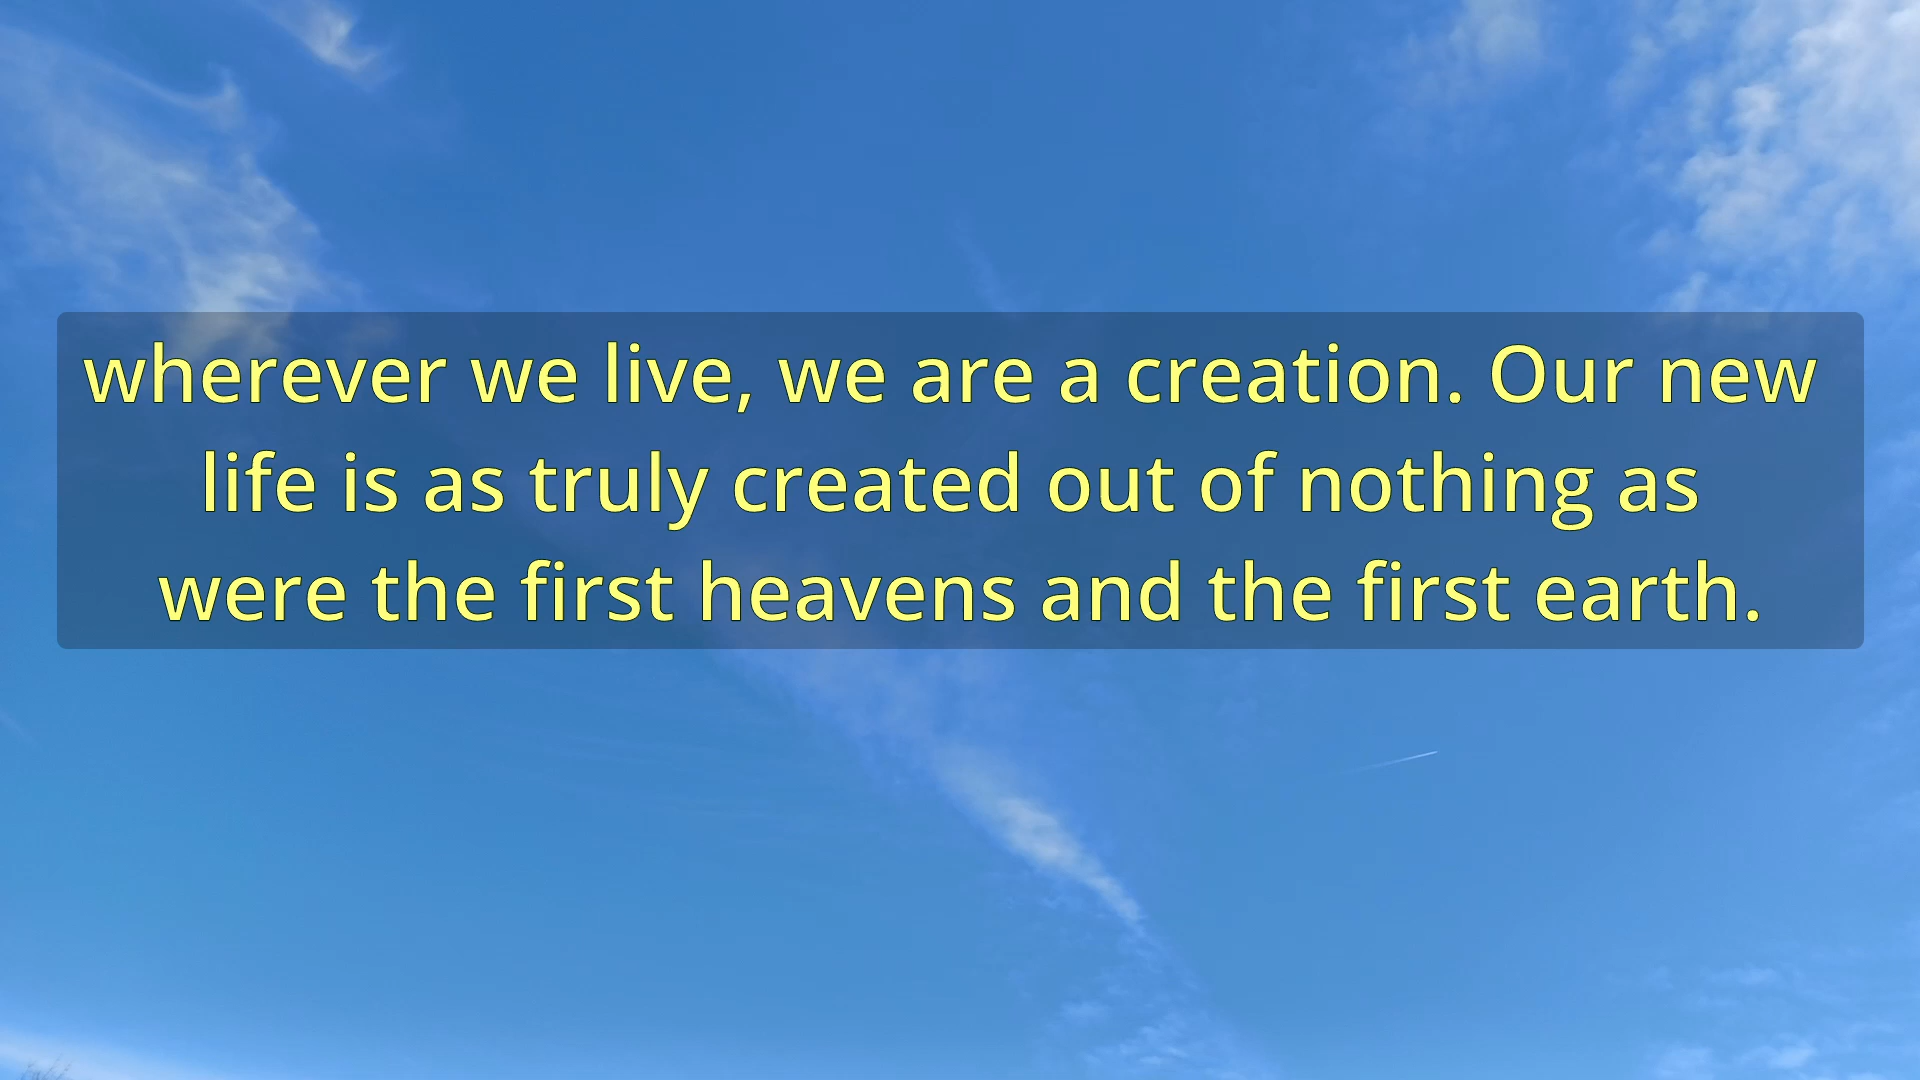 wherever we live, we are a creation. Our new
life is as truly created out of nothing as
were the first heavens and the first earth.